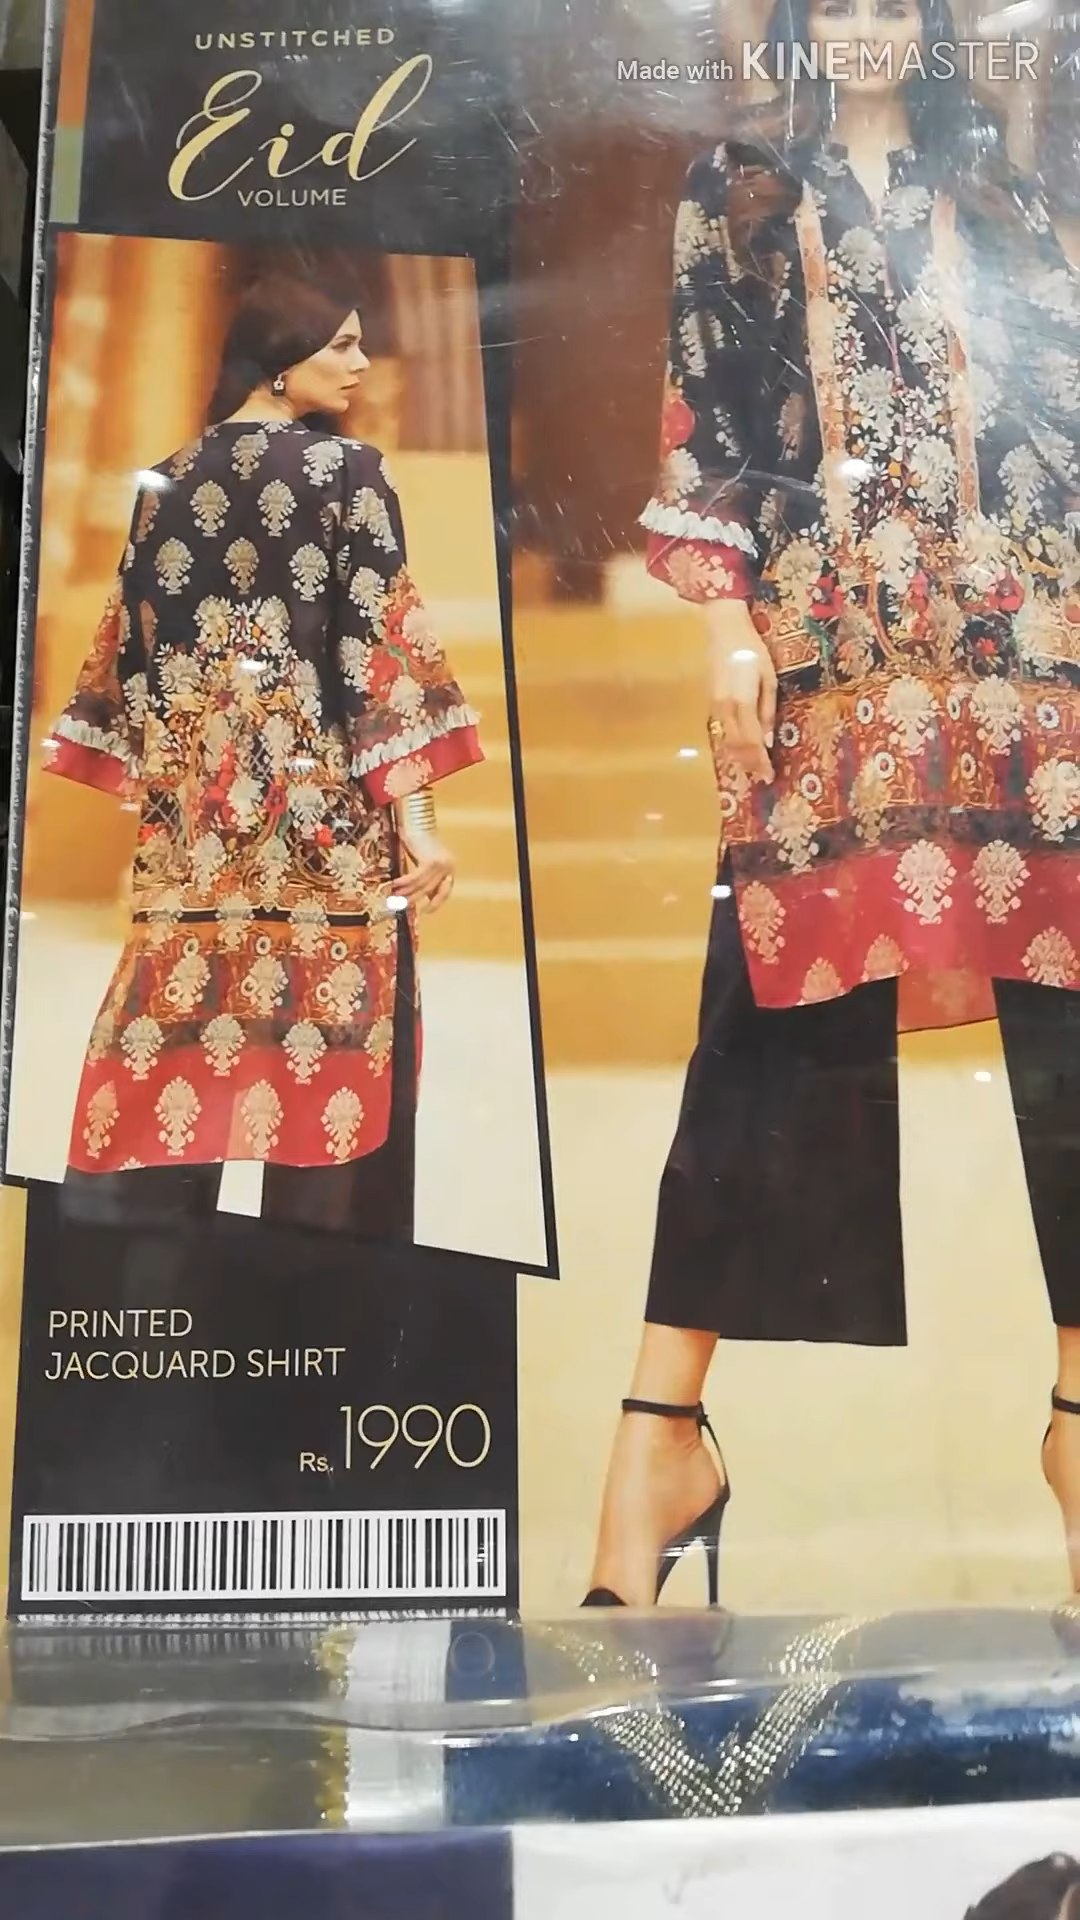 UNSTITCHED
Eid
VOLUME
Made with KINEMASTER
PRINTED
JACQUARD SHIRT
Rs. 1990